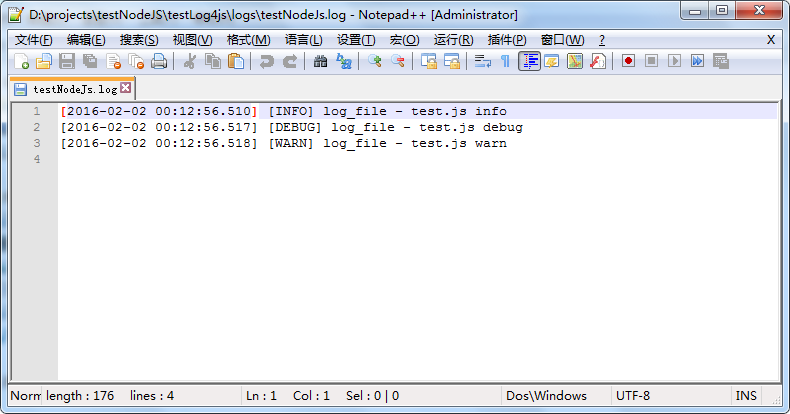 D:\projects\testNodeJS\testLog4js\logs\testNodeJs.log - Notepad++ [Administrator]
文件(F) 编辑(E) 搜索(S) 视图(V) 格式(M) 语言(L) 设置(T) 宏(O) 运行(R) 插件(P) 窗口(W) ? X
testNodeJs.log
1 [2016-02-02 00:12:56.510] [INFO] log_file - test.js info
2 [2016-02-02 00:12:56.517] [DEBUG] log_file - test.js debug
3 [2016-02-02 00:12:56.518] [WARN] log_file - test.js warn
4
Norm length : 176 lines : 4 Ln : 1 Col : 1 Sel : 0 | 0 Dos\Windows UTF-8 INS